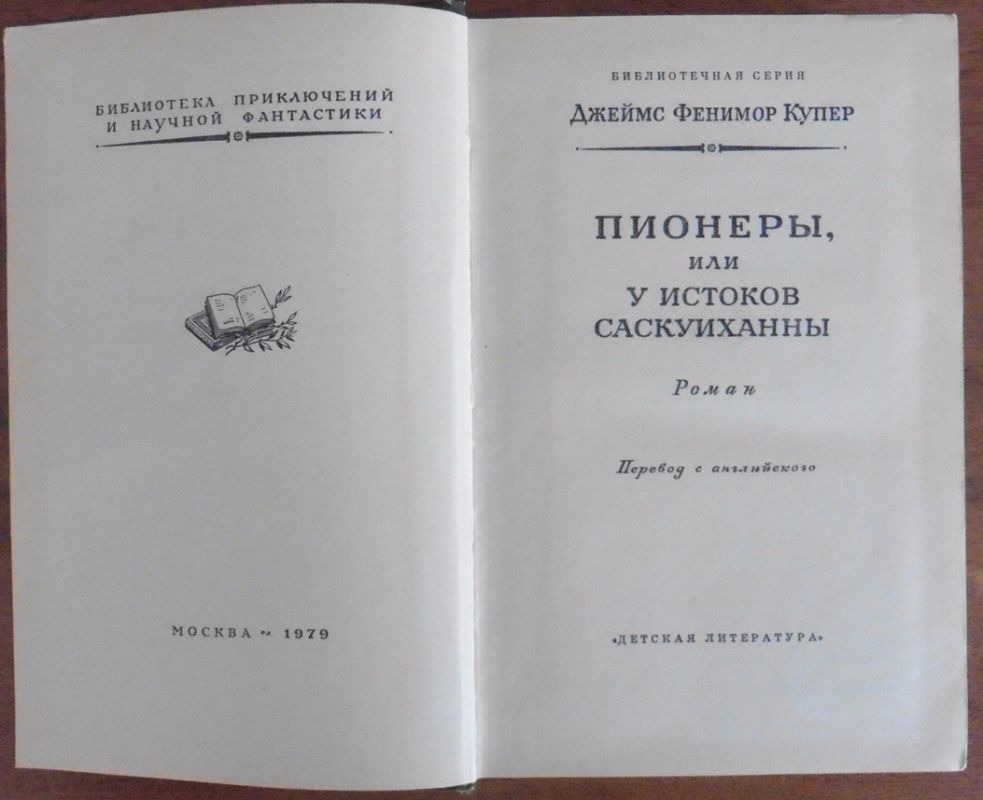 БИБЛИОТЕКА ПРИКЛЮЧЕНИЙ
И НАУЧНОЙ ФАНТАСТИКИ
МОСКВА ~ 1979
БИБЛИОТЕЧНАЯ СЕРИЯ
ДЖЕЙМС ФЕНИМОР КУПЕР
ПИОНЕРЫ,
ИЛИ
У ИСТОКОВ
САСКУИХАННЫ
Роман
Перевод с английского
«ДЕТСКАЯ ЛИТЕРАТУРА»